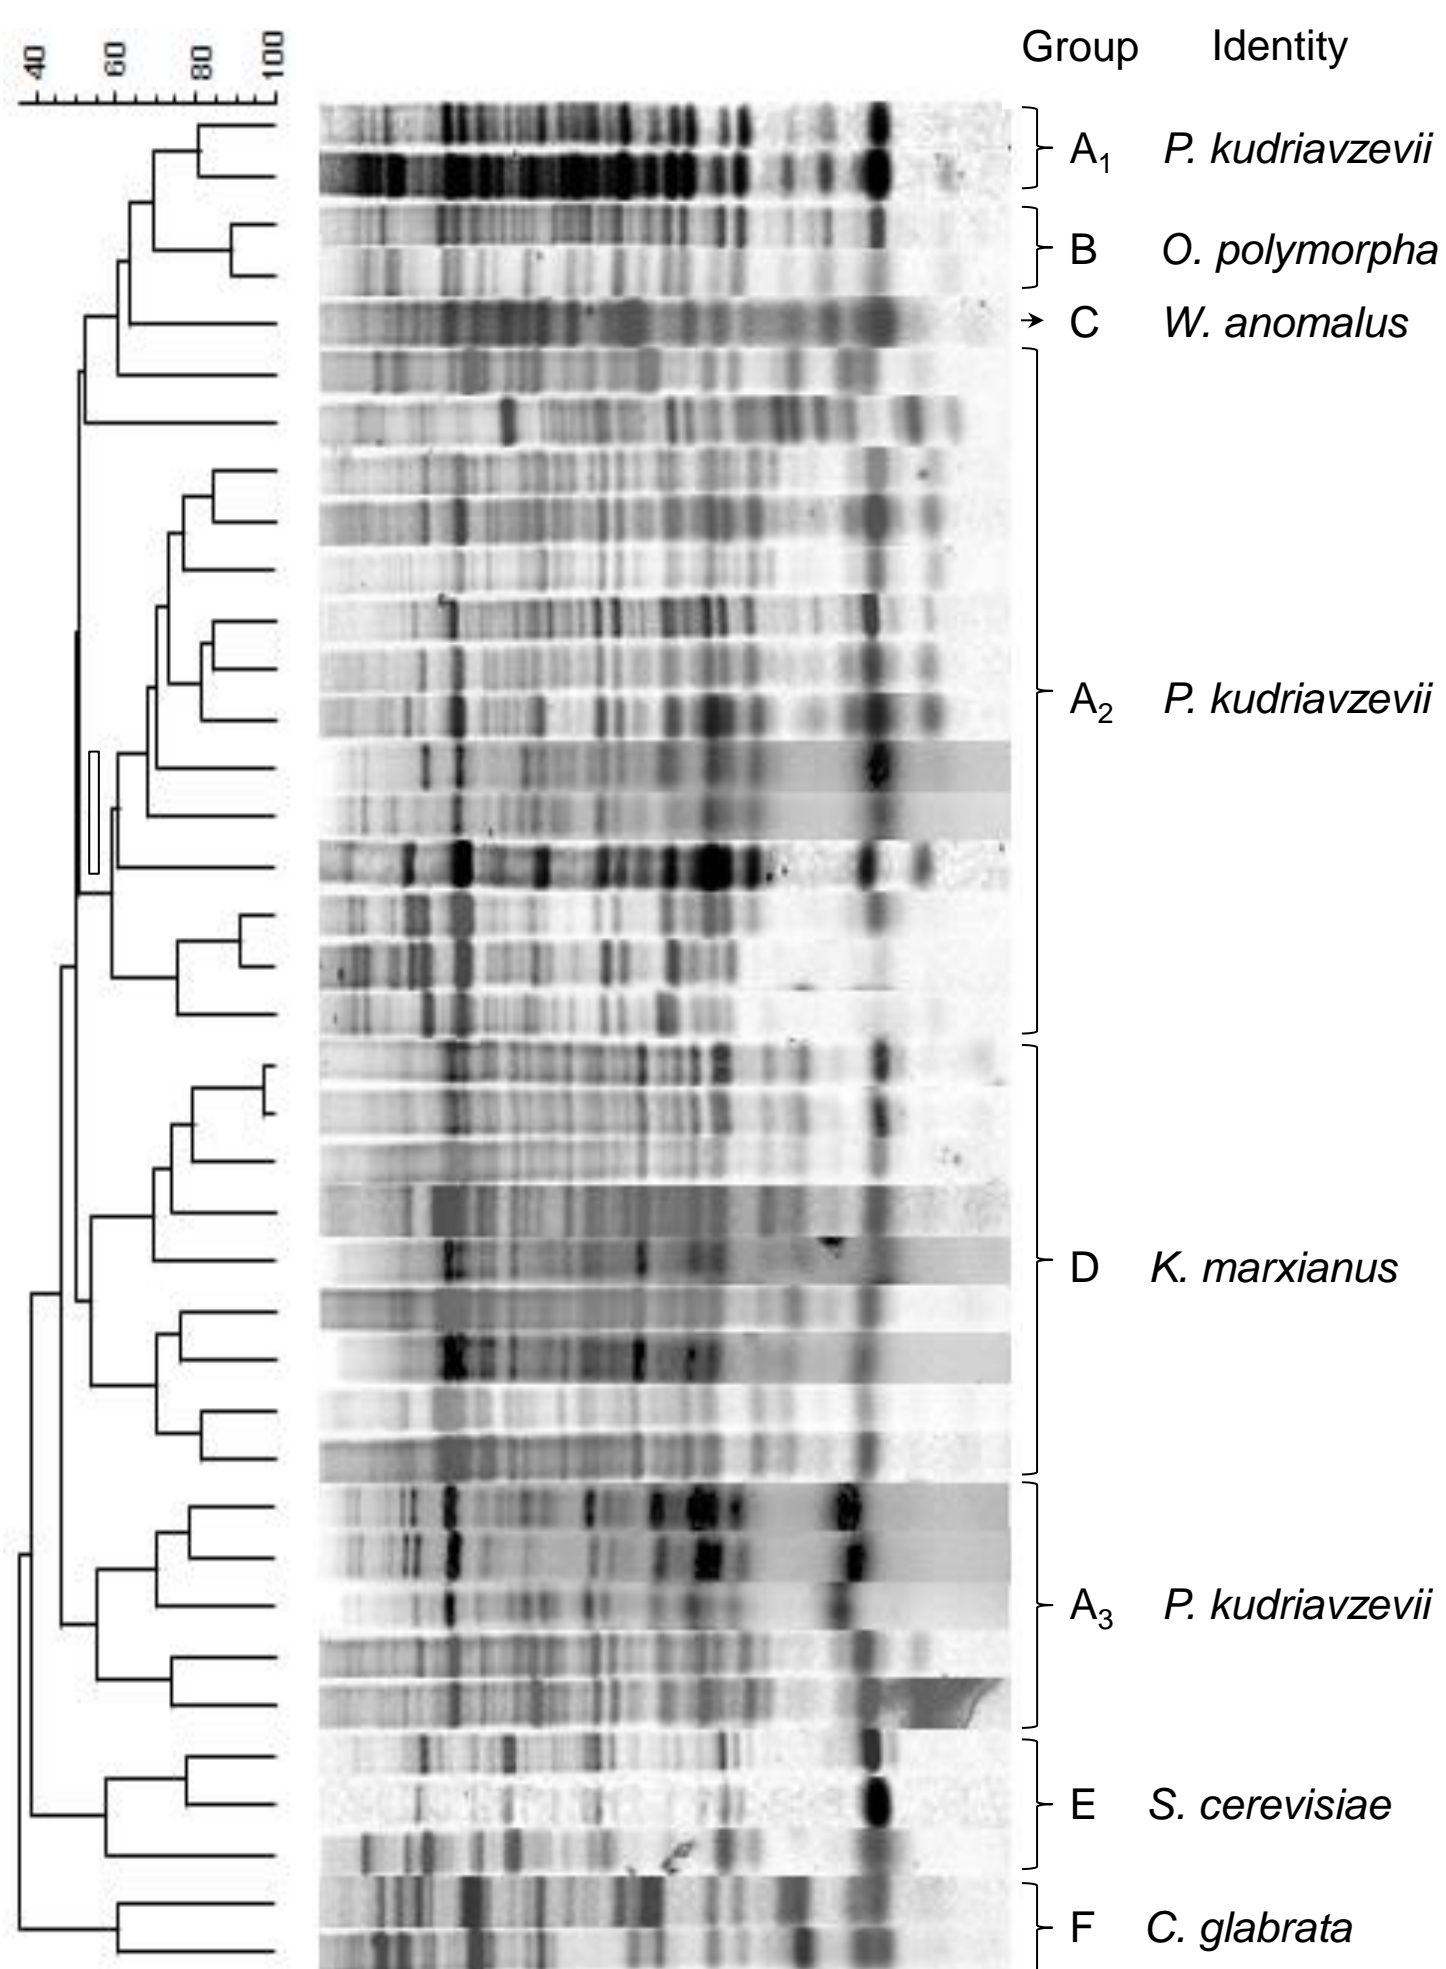 40 60 80 100
Group Identity
A1 P. kudriavzevii
B O. polymorpha
C W. anomalus
A2 P. kudriavzevii
D K. marxianus
A3 P. kudriavzevii
E S. cerevisiae
F C. glabrata